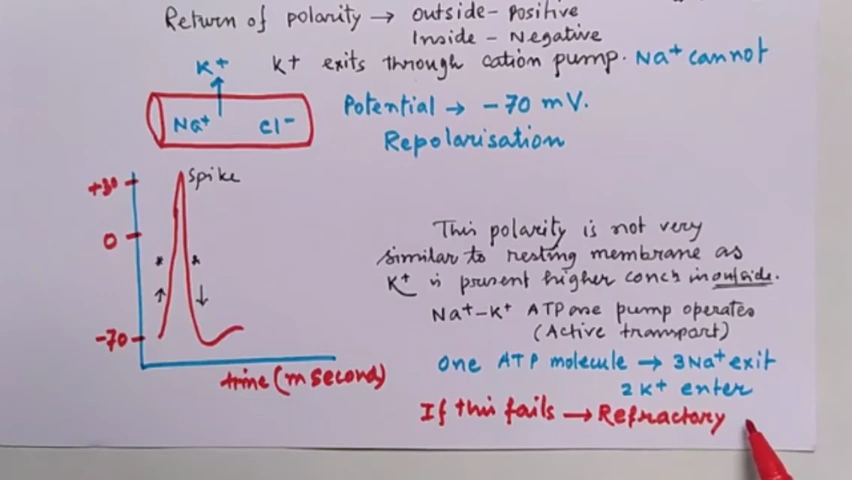 Return of polarity → Outside - Positive
Inside - Negative
K+ K+ exits through cation pump. Na+ cannot
Na+ Cl- Potential → -70 mV.
Repolarisation
+30 Spike
0
-70
time (m second)
This polarity is not very
similar to resting membrane as
K+ is present higher concn in outside.
Na+-K+ ATPase pump operates
(Active transport)
One ATP molecule → 3Na+ exit
2K+ enter
If this fails → Refractory